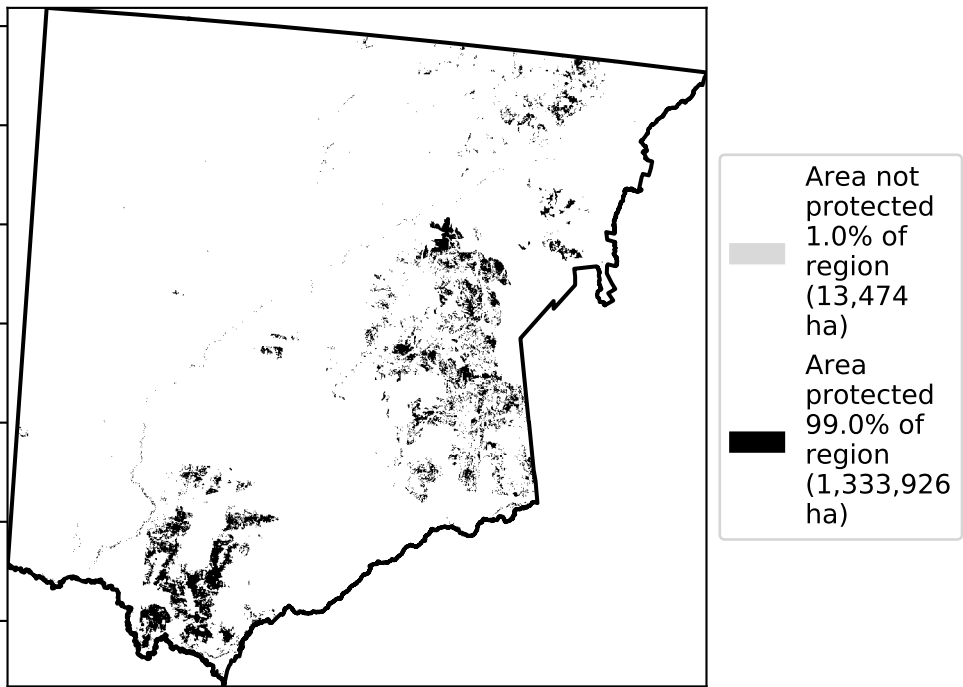 Area not
protected
1.0% of
region
(13,474
ha)
Area
protected
99.0% of
region
(1,333,926
ha)